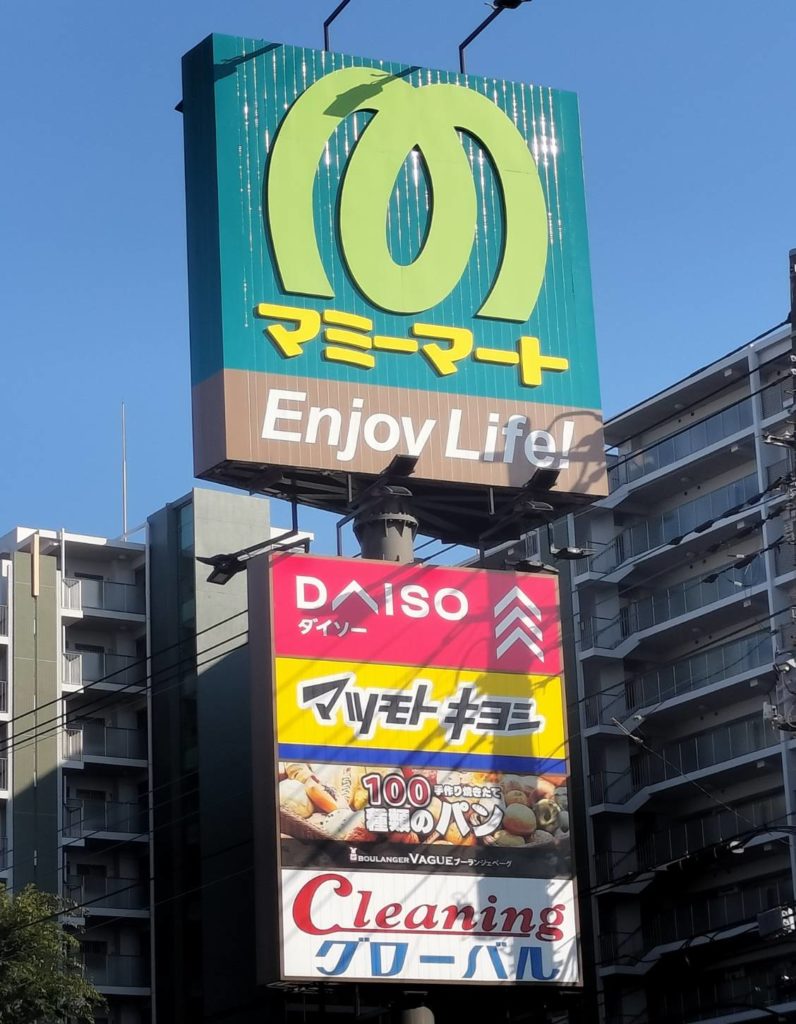 マミーマート
Enjoy Life!
DAISO
ダイソー
マツモトキヨシ
100 手作り焼きたて
種類のパン
BOULANGER VAGUE ブーランジェベーグ
Cleaning
グローバル